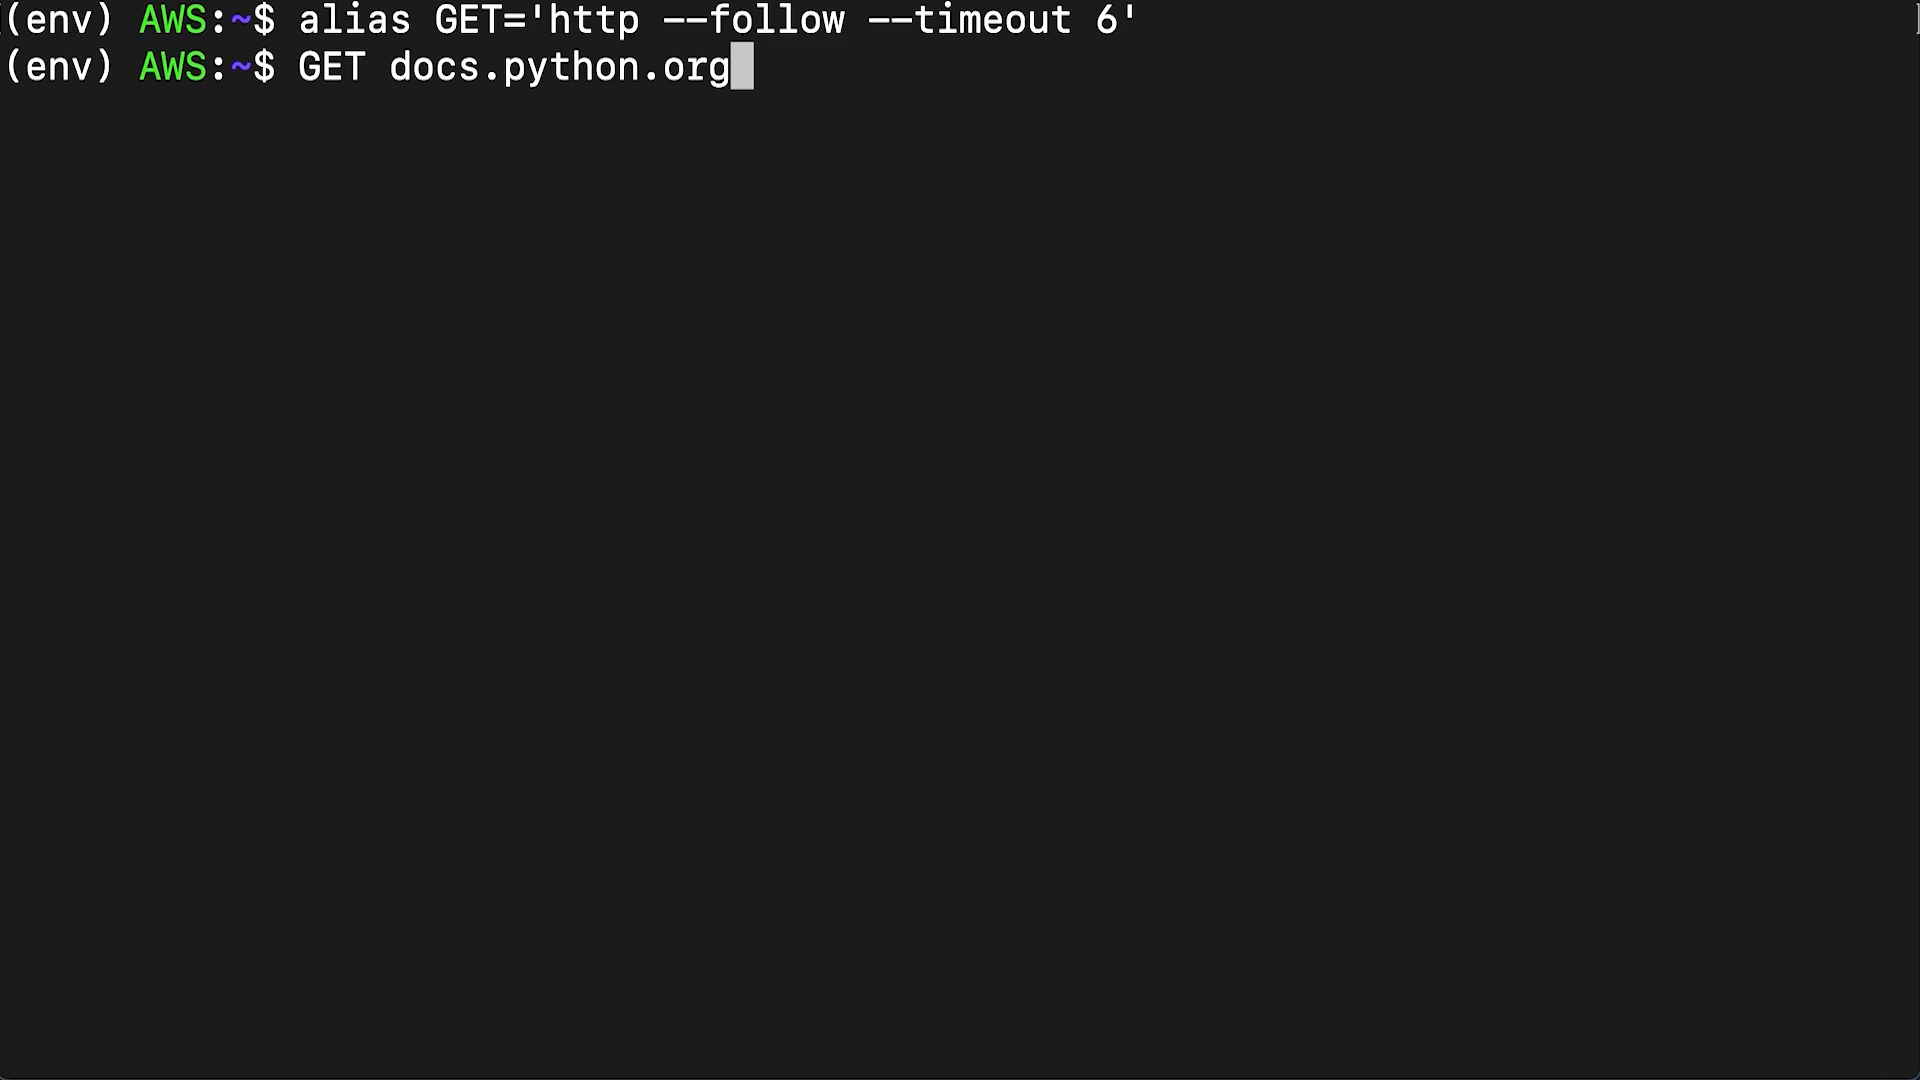 (env) AWS:~$ alias GET='http --follow --timeout 6'
(env) AWS:~$ GET docs.python.org